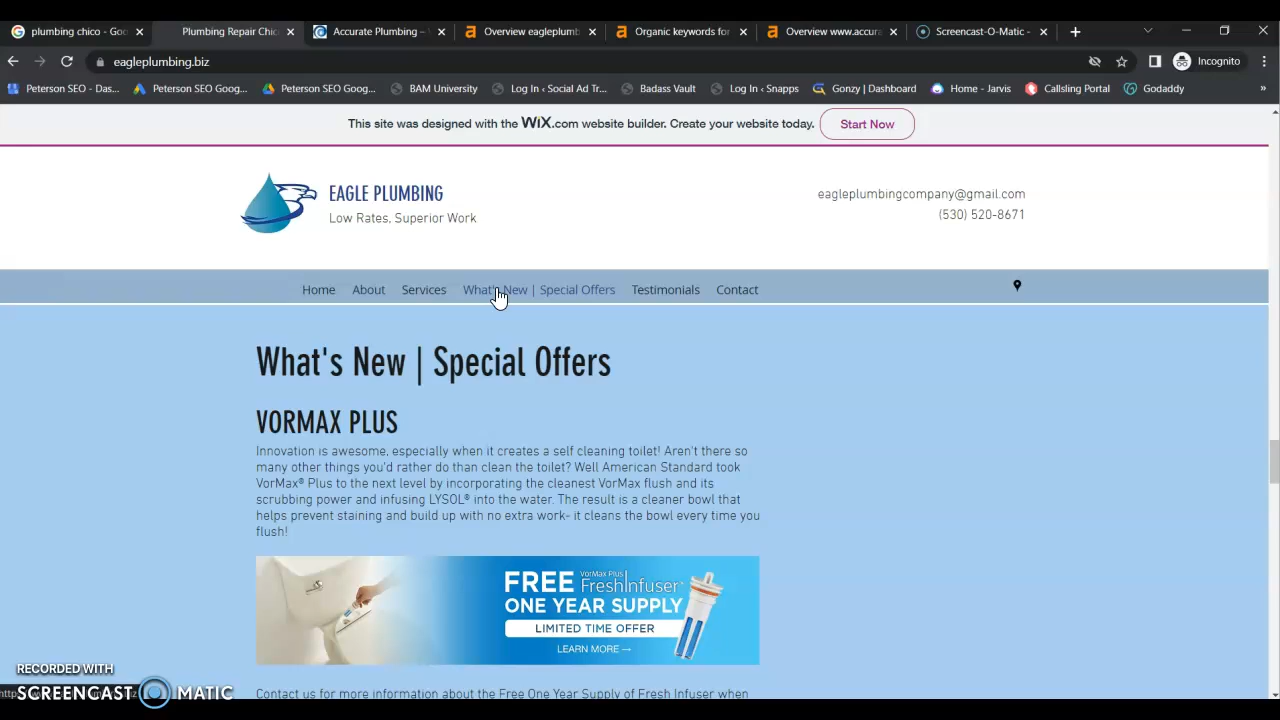 plumbing chico - Goo
Plumbing Repair Chic
Accurate Plumbing –
Overview eagleplumb
Organic keywords for
Overview www.accura
Screencast-O-Matic -
eagleplumbing.biz
Incognito
Peterson SEO - Das...
Peterson SEO Goog...
Peterson SEO Goog...
BAM University
Log In ‹ Social Ad Tr...
Badass Vault
Log In ‹ Snapps
Gonzy | Dashboard
Home - Jarvis
Callsling Portal
Godaddy
»
This site was designed with the WiX.com website builder. Create your website today.
Start Now
EAGLE PLUMBING
Low Rates, Superior Work
eagleplumbingcompany@gmail.com
(530) 520-8671
Home
About
Services
What's New | Special Offers
Testimonials
Contact
What's New | Special Offers
VORMAX PLUS
Innovation is awesome, especially when it creates a self cleaning toilet! Aren't there so
many other things you'd rather do than clean the toilet? Well American Standard took
VorMax® Plus to the next level by incorporating the cleanest VorMax flush and its
scrubbing power and infusing LYSOL® into the water. The result is a cleaner bowl that
helps prevent staining and build up with no extra work- it cleans the bowl every time you
flush!
FREE VorMax Plus FreshInfuser
ONE YEAR SUPPLY
LIMITED TIME OFFER
LEARN MORE →
Contact us for more information about the Free One Year Supply of Fresh Infuser when
RECORDED WITH
SCREENCAST MATIC